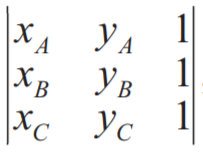 | x_A y_A 1 |
| x_B y_B 1 |
| x_C y_C 1 | .